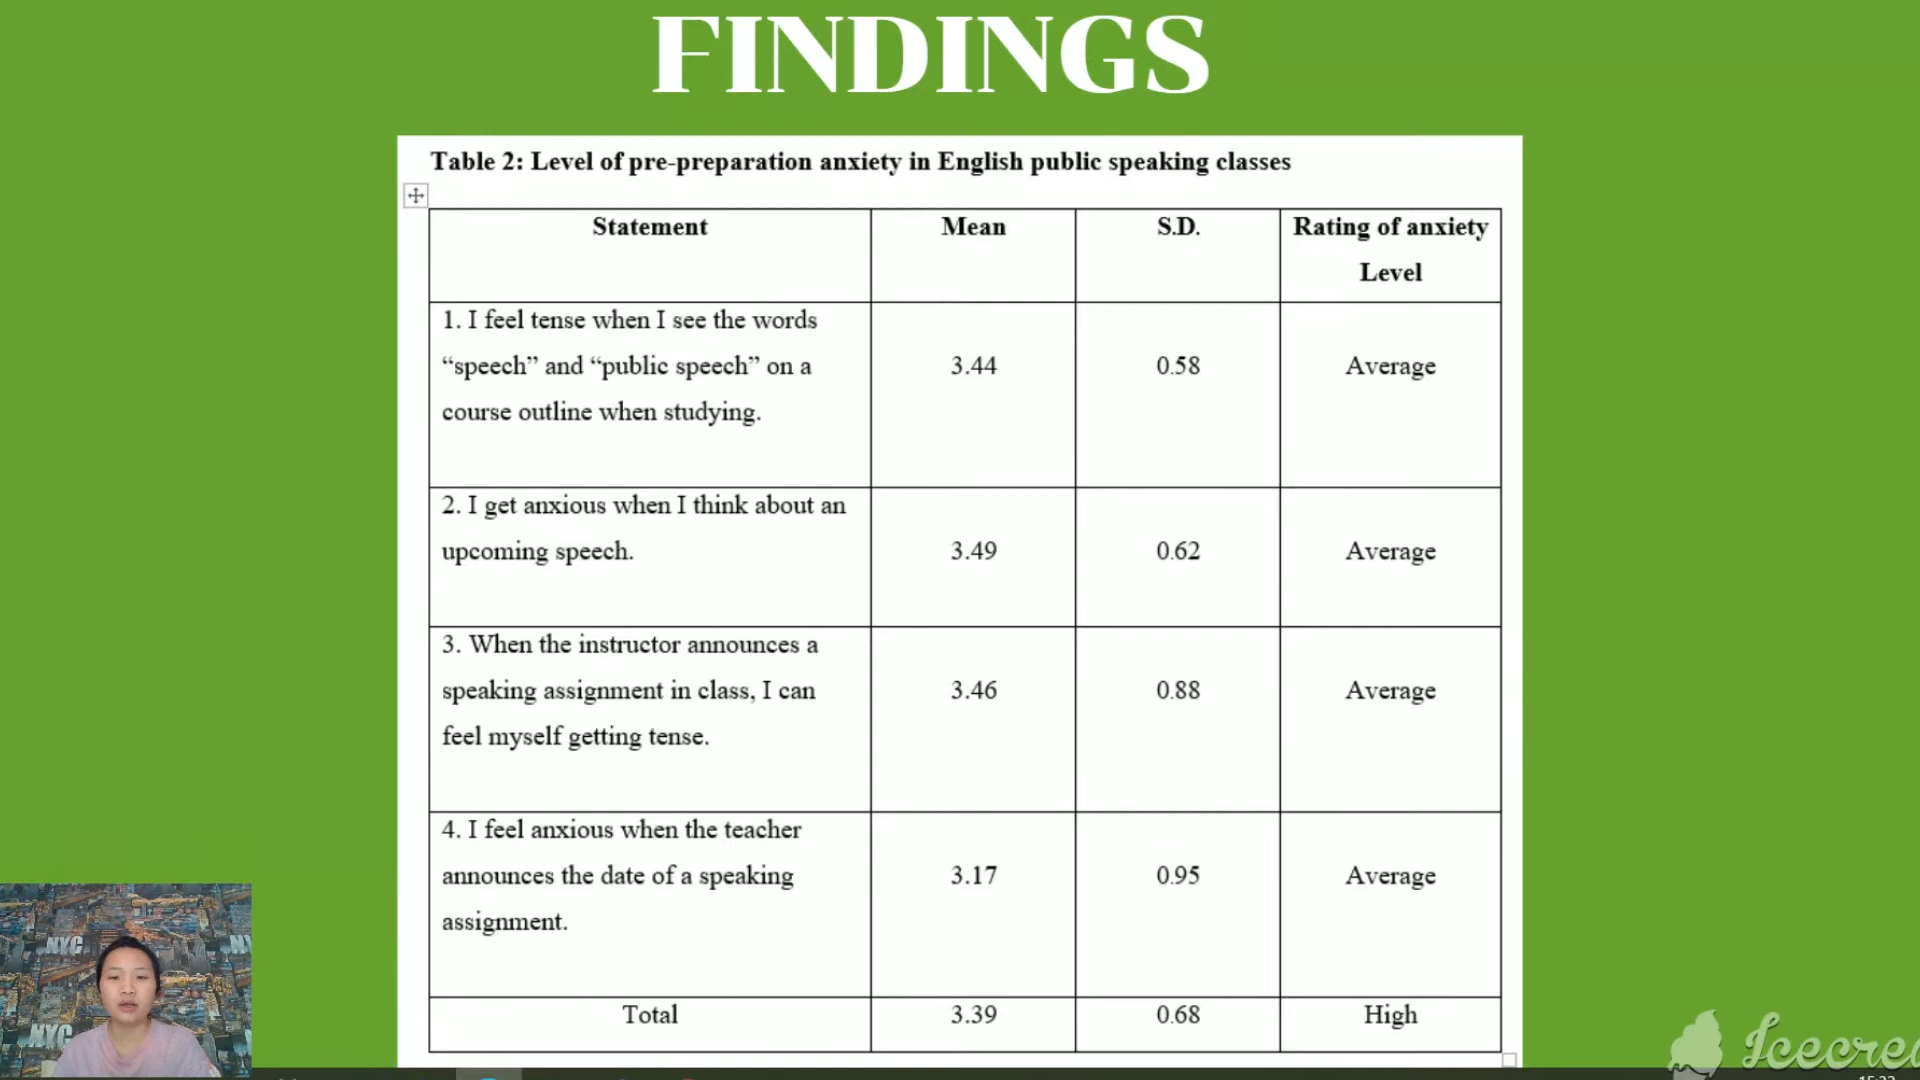 FINDINGS
Table 2: Level of pre-preparation anxiety in English public speaking classes
Statement Mean S.D. Rating of anxiety
Level
1. I feel tense when I see the words
“speech” and “public speech” on a 3.44 0.58 Average
course outline when studying.
2. I get anxious when I think about an
upcoming speech. 3.49 0.62 Average
3. When the instructor announces a
speaking assignment in class, I can 3.46 0.88 Average
feel myself getting tense.
4. I feel anxious when the teacher
announces the date of a speaking 3.17 0.95 Average
assignment.
Total 3.39 0.68 High
NYC
NYC
Icecre